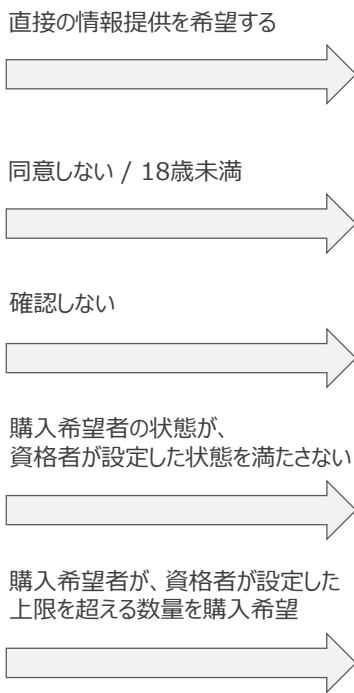 直接の情報提供を希望する
同意しない / 18歳未満
確認しない
購入希望者の状態が、
資格者が設定した状態を満たさない
購入希望者が、資格者が設定した
上限を超える数量を購入希望